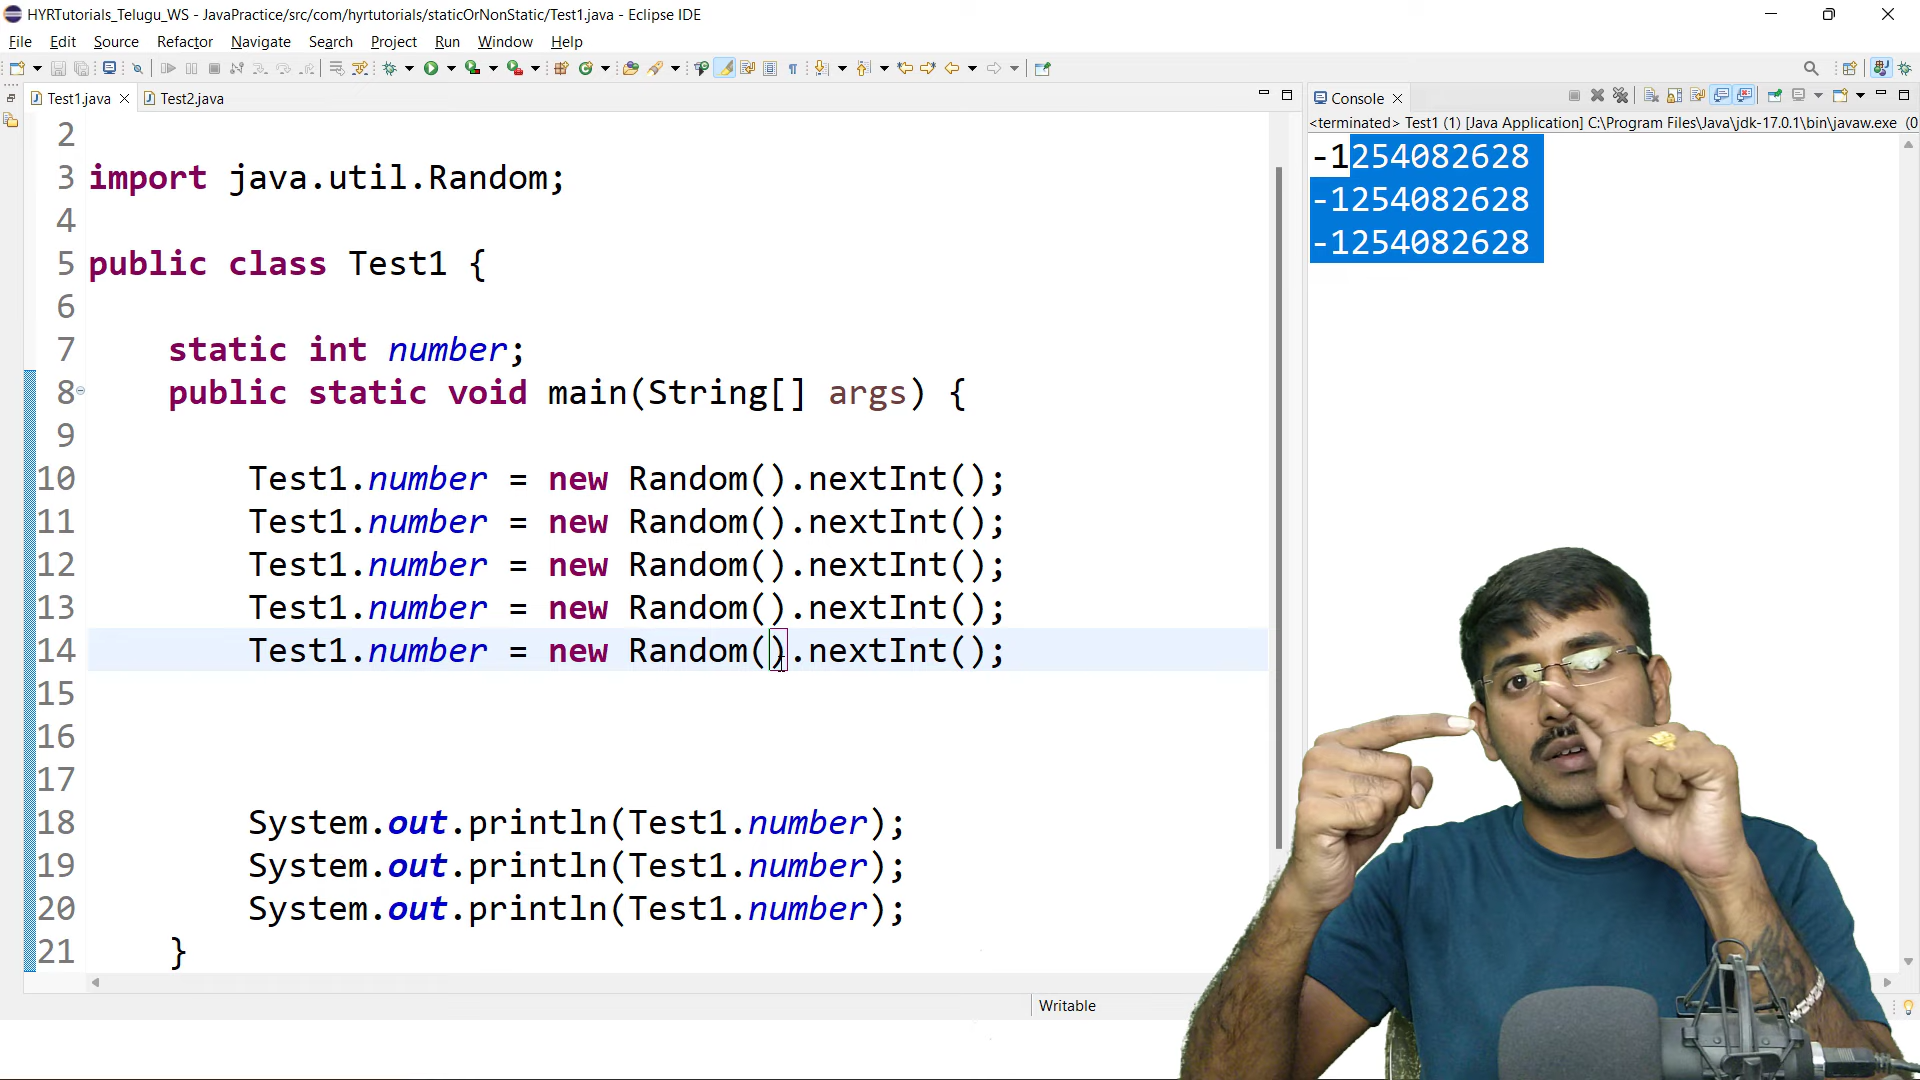 HYRTutorials_Telugu_WS - JavaPractice/src/com/hyrtutorials/staticOrNonStatic/Test1.java - Eclipse IDE
File Edit Source Refactor Navigate Search Project Run Window Help
Test1.java Test2.java
2
3 import java.util.Random;
4
5 public class Test1 {
6
7 static int number;
8 public static void main(String[] args) {
9
10 Test1.number = new Random().nextInt();
11 Test1.number = new Random().nextInt();
12 Test1.number = new Random().nextInt();
13 Test1.number = new Random().nextInt();
14 Test1.number = new Random().nextInt();
15
16
17
18 System.out.println(Test1.number);
19 System.out.println(Test1.number);
20 System.out.println(Test1.number);
21 }
Writable
Console
<terminated> Test1 (1) [Java Application] C:\Program Files\Java\jdk-17.0.1\bin\javaw.exe (0
-1254082628
-1254082628
-1254082628